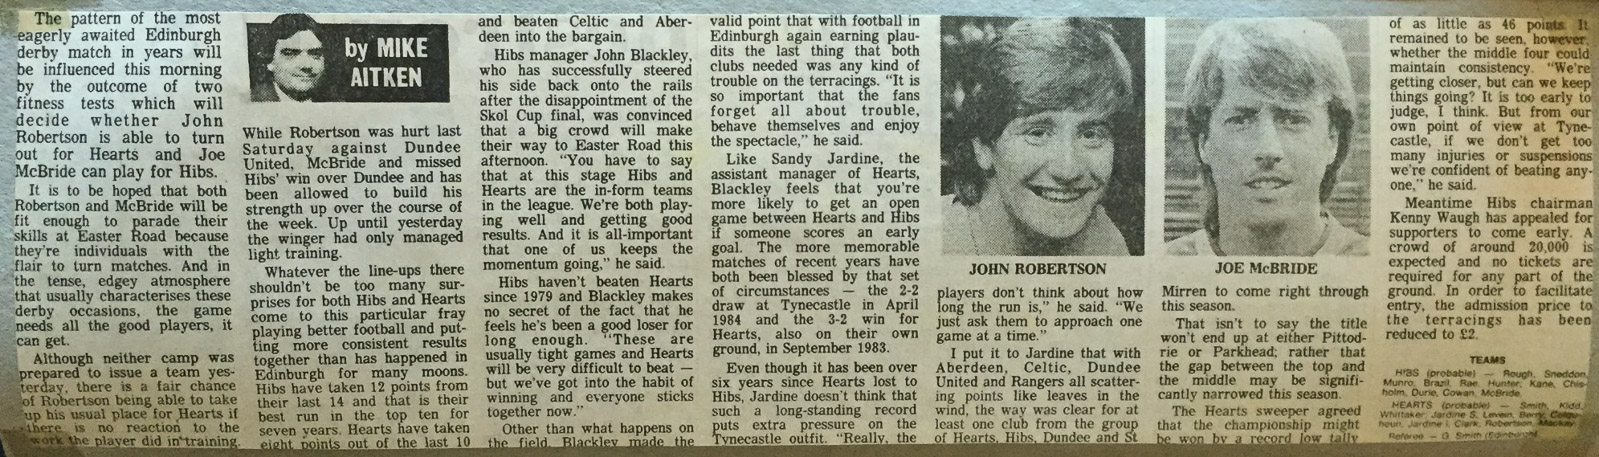 The pattern of the most
eagerly awaited Edinburgh
derby match in years will
be influenced this morning
by the outcome of two
fitness tests which will
decide whether John
Robertson is able to turn
out for Hearts and Joe
McBride can play for Hibs.
It is to be hoped that both
Robertson and McBride will be
fit enough to parade their
skills at Easter Road because
they're individuals with the
flair to turn matches. And in
the tense, edgey atmosphere
that usually characterises these
derby occasions, the game
needs all the good players, it
can get.
Although neither camp was
prepared to issue a team yes-
terday, there is a fair chance
of Robertson being able to take
up his usual place for Hearts if
there is no reaction to the
work the player did in training.
by MIKE
AITKEN
While Robertson was hurt last
Saturday against Dundee
United, McBride and missed
Hibs' win over Dundee and has
been allowed to build his
strength up over the course of
the week. Up until yesterday
the winger had only managed
light training.
Whatever the line-ups there
shouldn't be too many sur-
prises for both Hibs and Hearts
come to this particular fray
playing better football and put-
ting more consistent results
together than has happened in
Edinburgh for many moons.
Hibs have taken 12 points from
their last 14 and that is their
best run in the top ten for
seven years. Hearts have taken
eight points out of the last 10
and beaten Celtic and Aber-
deen into the bargain.
Hibs manager John Blackley,
who has successfully steered
his side back onto the rails
after the disappointment of the
Skol Cup final, was convinced
that a big crowd will make
their way to Easter Road this
afternoon. "You have to say
that at this stage Hibs and
Hearts are the in-form teams
in the league. We're both play-
ing well and getting good
results. And it is all-important
that one of us keeps the
momentum going," he said.
Hibs haven't beaten Hearts
since 1979 and Blackley makes
no secret of the fact that he
feels he's been a good loser for
long enough. "These are
usually tight games and Hearts
will be very difficult to beat —
but we've got into the habit of
winning and everyone sticks
together now."
Other than what happens on
the field, Blackley made the
valid point that with football in
Edinburgh again earning plau-
dits the last thing that both
clubs needed was any kind of
trouble on the terracings. "It is
so important that the fans
forget all about trouble,
behave themselves and enjoy
the spectacle," he said.
Like Sandy Jardine, the
assistant manager of Hearts,
Blackley feels that you're
more likely to get an open
game between Hearts and Hibs
if someone scores an early
goal. The more memorable
matches of recent years have
both been blessed by that set
of circumstances — the 2-2
draw at Tynecastle in April
1984 and the 3-2 win for
Hearts, also on their own
ground, in September 1983.
Even though it has been over
six years since Hearts lost to
Hibs, Jardine doesn't think that
such a long-standing record
puts extra pressure on the
Tynecastle outfit. "Really, the
JOHN ROBERTSON
players don't think about how
long the run is," he said. "We
just ask them to approach one
game at a time."
I put it to Jardine that with
Aberdeen, Celtic, Dundee
United and Rangers all scatter-
ing points like leaves in the
wind, the way was clear for at
least one club from the group
of Hearts, Hibs, Dundee and St
JOE McBRIDE
Mirren to come right through
this season.
That isn't to say the title
won't end up at either Pittod-
rie or Parkhead; rather that
the gap between the top and
the middle may be signifi-
cantly narrowed this season.
The Hearts sweeper agreed
that the championship might
be won by a record low tally
of as little as 46 points. It
remained to be seen, however,
whether the middle four could
maintain consistency. "We're
getting closer, but can we keep
things going? It is too early to
judge, I think. But from our
own point of view at Tyne-
castle, if we don't get too
many injuries or suspensions
we're confident of beating any-
one," he said.
Meantime Hibs chairman
Kenny Waugh has appealed for
supporters to come early. A
crowd of around 20,000 is
expected and no tickets are
required for any part of the
ground. In order to facilitate
entry, the admission price to
the terracings has been
reduced to £2.
TEAMS
HIBS (probable) — Rough, Sneddon,
Munro, Brazil, Rae, Hunter, Kane, Chis-
holm, Durie, Cowan, McBride.
HEARTS (probable) — Smith, Kidd,
Whittaker, Jardine S. Levein, Berry, Colqu-
houn, Jardine I, Clark, Robertson, Mackay.
Referee — G. Smith (Edinburgh).